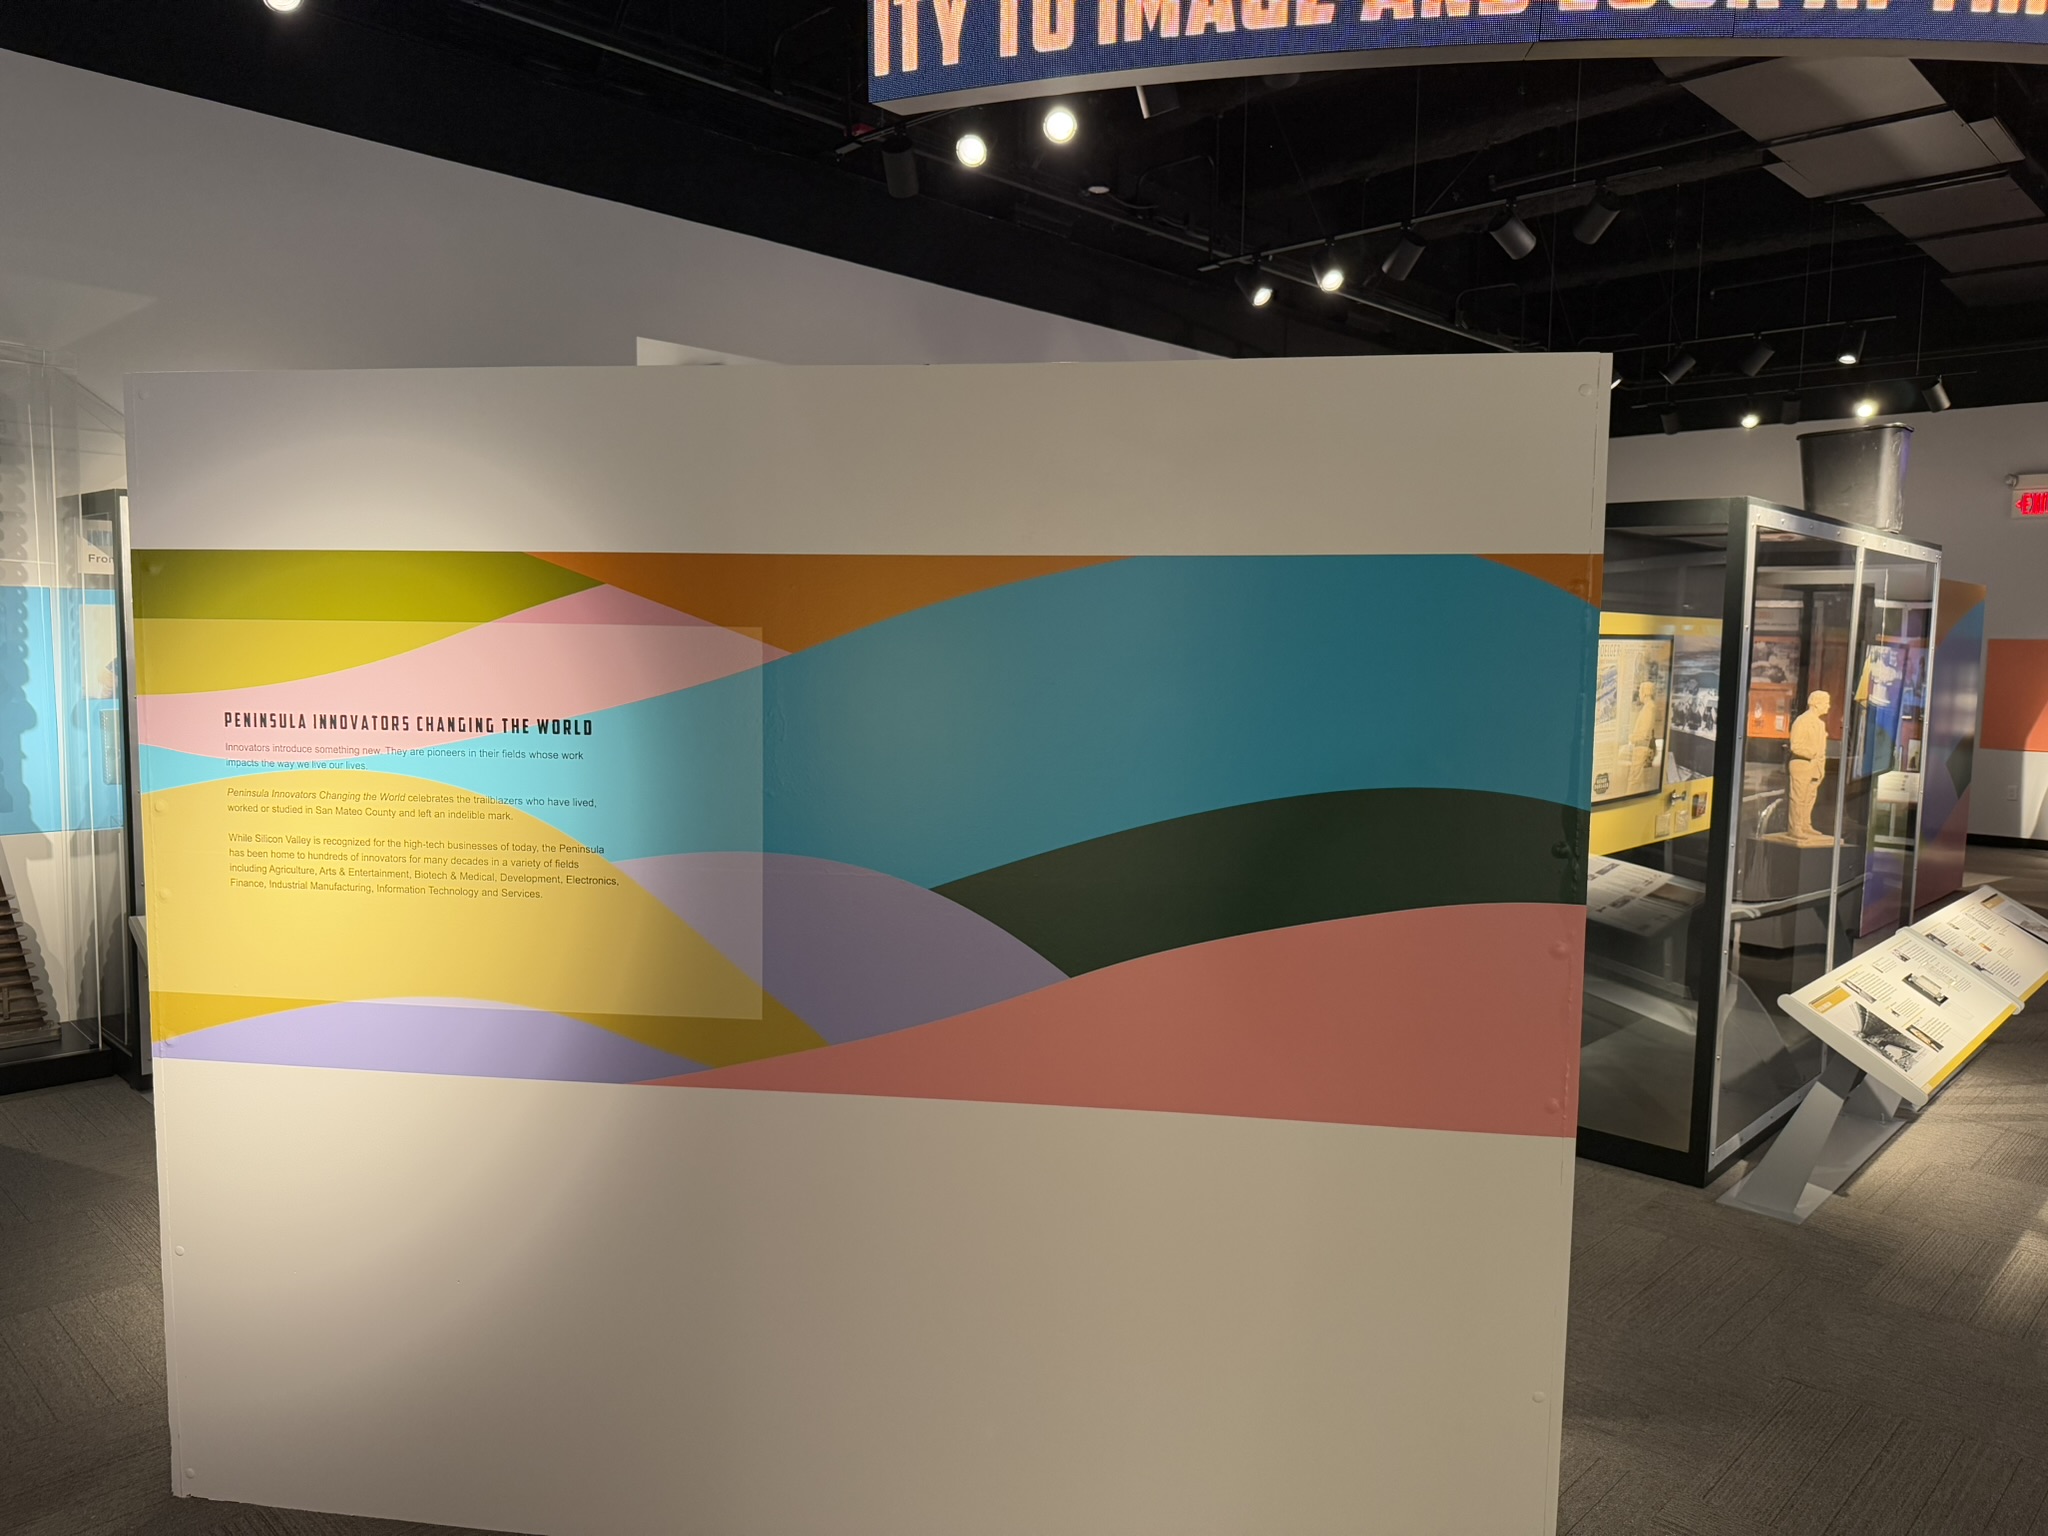 ITY TO IMAGE AND LOOK AT
PENINSULA INNOVATORS CHANGING THE WORLD
Innovators introduce something new. They are pioneers in their fields whose work
impacts the way we live our lives.
Peninsula Innovators Changing the World celebrates the trailblazers who have lived,
worked or studied in San Mateo County and left an indelible mark.
While Silicon Valley is recognized for the high-tech businesses of today, the Peninsula
has been home to hundreds of innovators for many decades in a variety of fields
including Agriculture, Arts & Entertainment, Biotech & Medical, Development, Electronics,
Finance, Industrial Manufacturing, Information Technology and Services.
Fro
EXIT